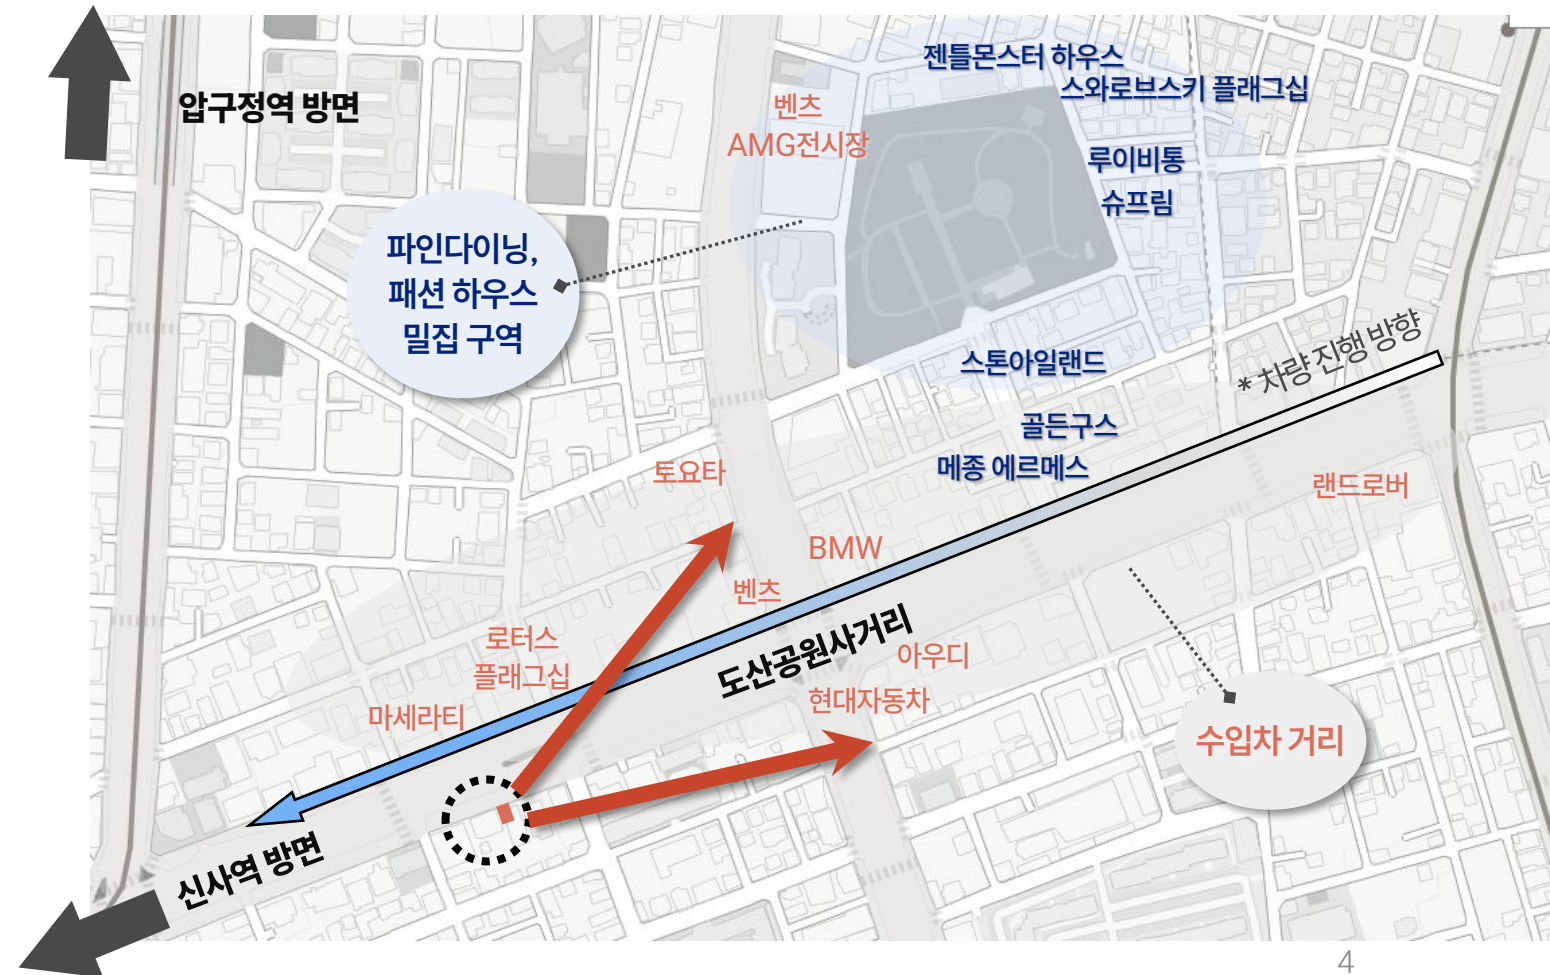 젠틀몬스터 하우스
스와로브스키 플래그십
압구정역 방면
벤츠
AMG전시장
루이비통
슈프림
파인다이닝,
패션 하우스
밀집 구역
* 차량 진행 방향
스톤아일랜드
골든구스
메종 에르메스
토요타
랜드로버
BMW
벤츠
로터스
플래그십
도산공원사거리
아우디
마세라티
현대자동차
수입차 거리
신사역 방면
4